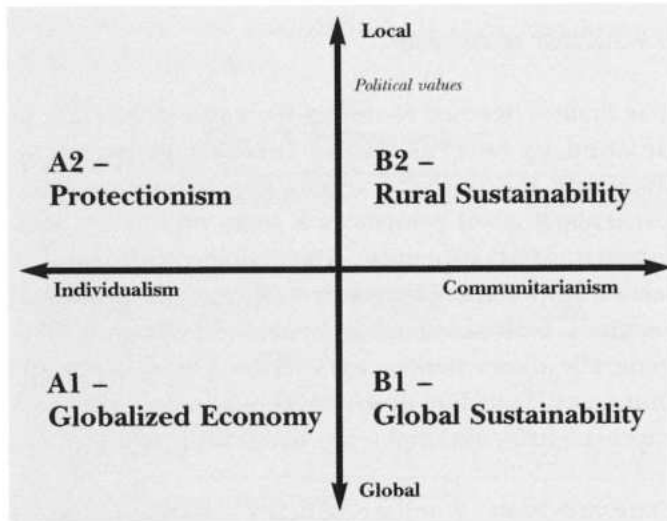 Local
Political values
A2 –
Protectionism
B2 –
Rural Sustainability
Individualism
Communitarianism
A1 –
Globalized Economy
B1 –
Global Sustainability
Global